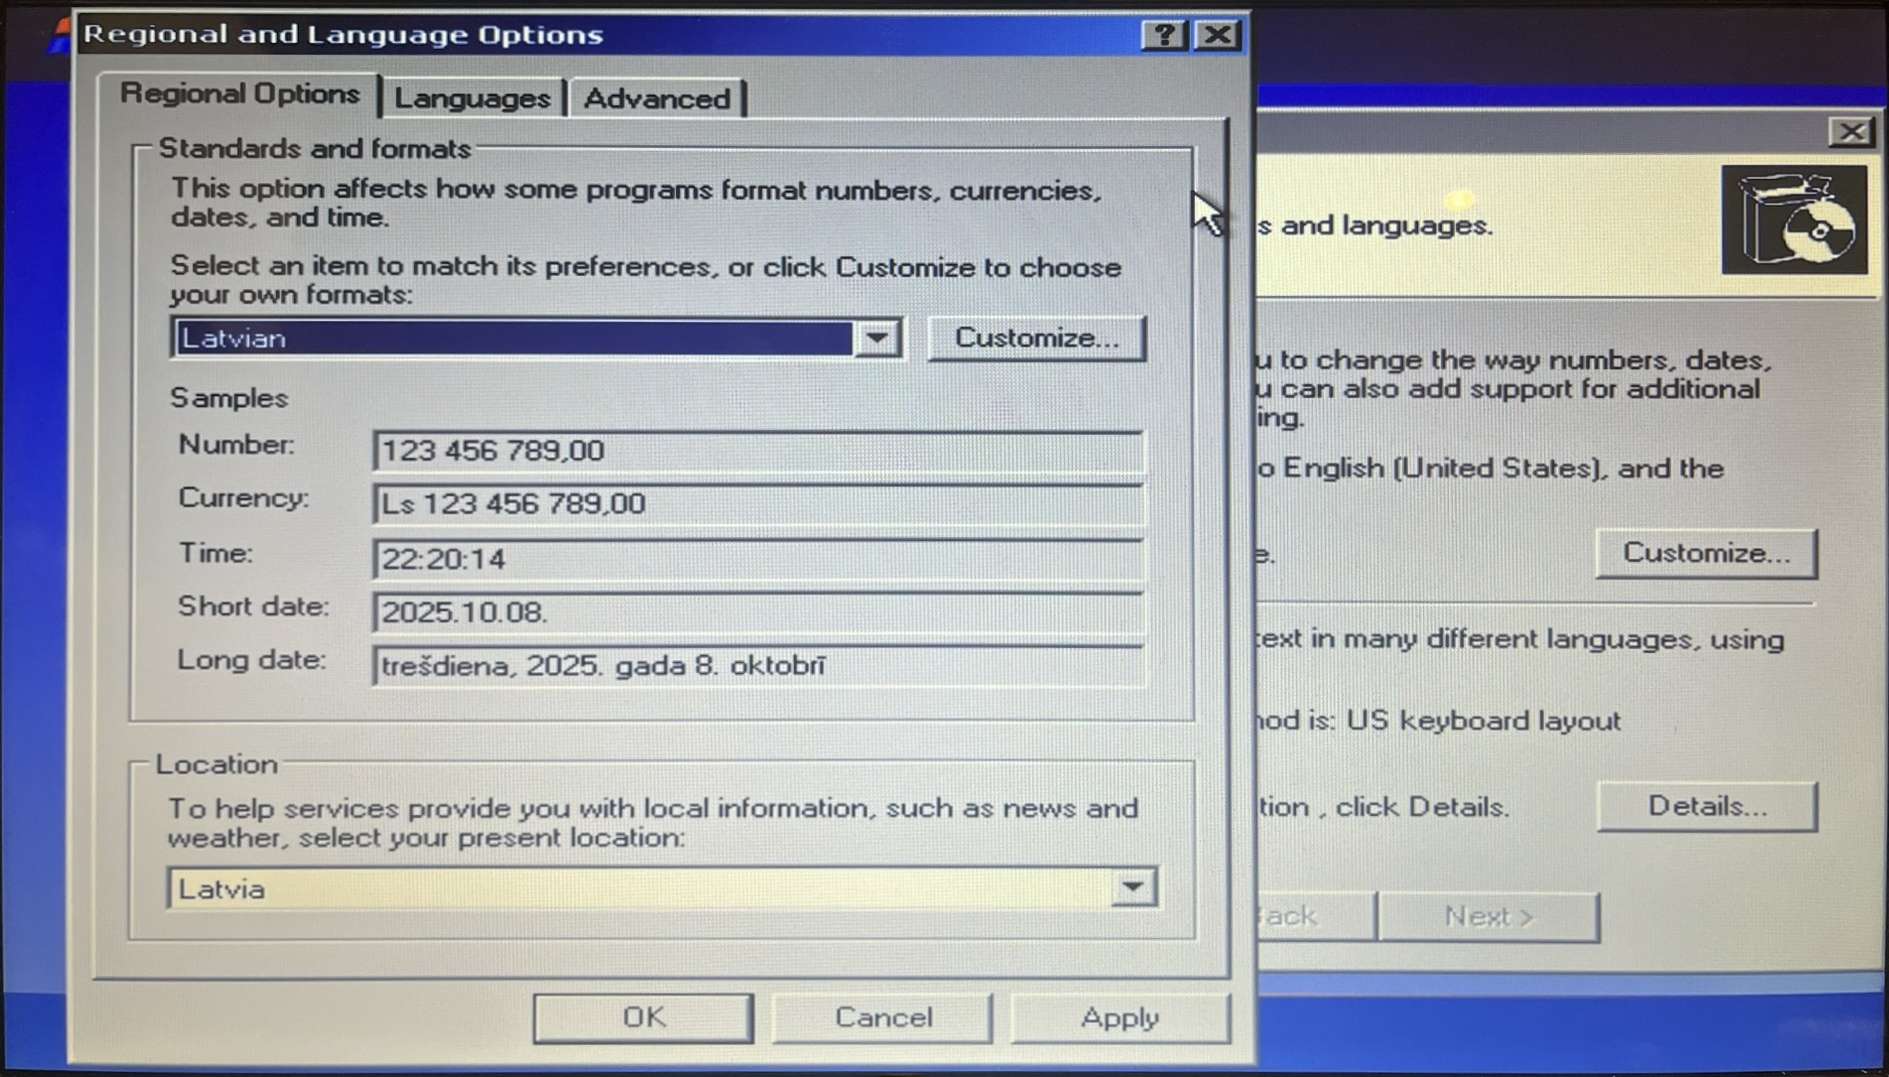 Regional and Language Options
Regional Options
Languages
Advanced
Standards and formats
This option affects how some programs format numbers, currencies,
dates, and time.
Select an item to match its preferences, or click Customize to choose
your own formats:
Latvian
Customize...
Samples
Number:
123 456 789,00
Currency:
Ls 123 456 789,00
Time:
22:20:14
Short date:
2025.10.08.
Long date:
trešdiena, 2025. gada 8. oktobrī
Location
To help services provide you with local information, such as news and
weather, select your present location:
Latvia
OK
Cancel
Apply
s and languages.
u to change the way numbers, dates,
u can also add support for additional
ing.
o English (United States), and the
e.
Customize...
text in many different languages, using
hod is: US keyboard layout
tion , click Details.
Details...
ack
Next >